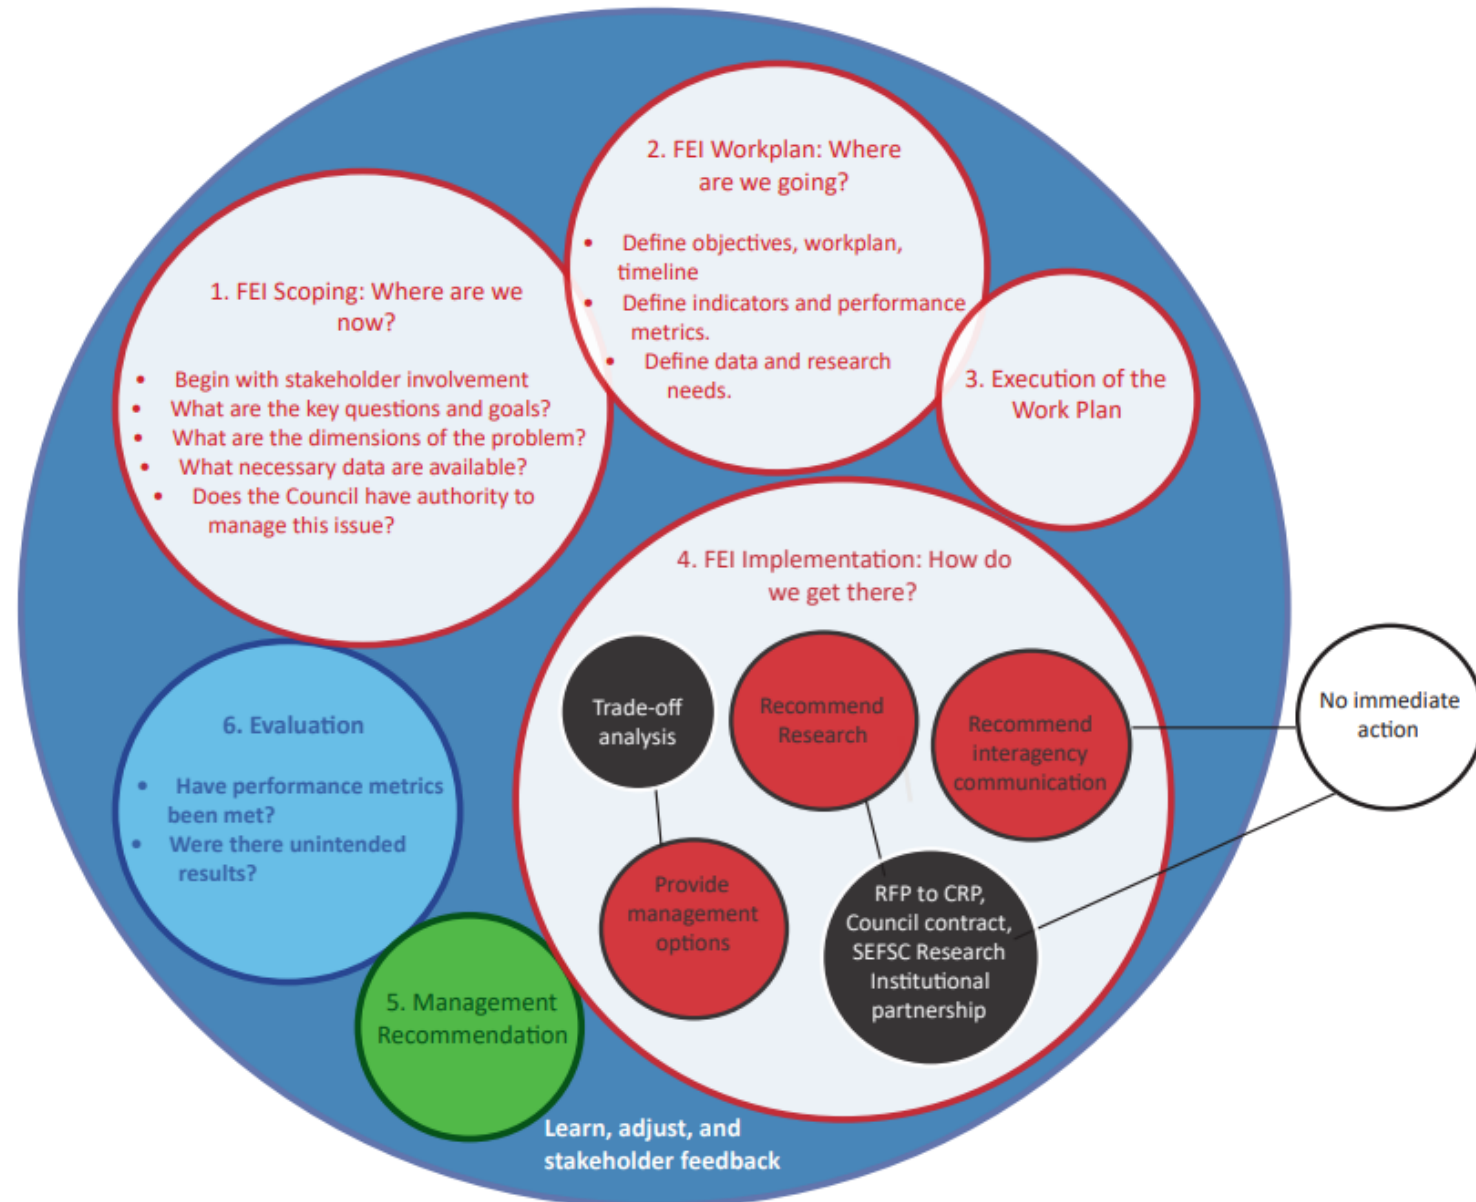 1. FEI Scoping: Where are we
now?
• Begin with stakeholder involvement
• What are the key questions and goals?
• What are the dimensions of the problem?
• What necessary data are available?
• Does the Council have authority to
manage this issue?
2. FEI Workplan: Where
are we going?
• Define objectives, workplan,
timeline
• Define indicators and performance
metrics.
• Define data and research
needs.
3. Execution of the
Work Plan
4. FEI Implementation: How do
we get there?
Trade-off
analysis
Recommend
Research
Recommend
interagency
communication
Provide
management
options
RFP to CRP,
Council contract,
SEFSC Research
Institutional
partnership
No immediate
action
5. Management
Recommendation
6. Evaluation
• Have performance metrics
been met?
• Were there unintended
results?
Learn, adjust, and
stakeholder feedback